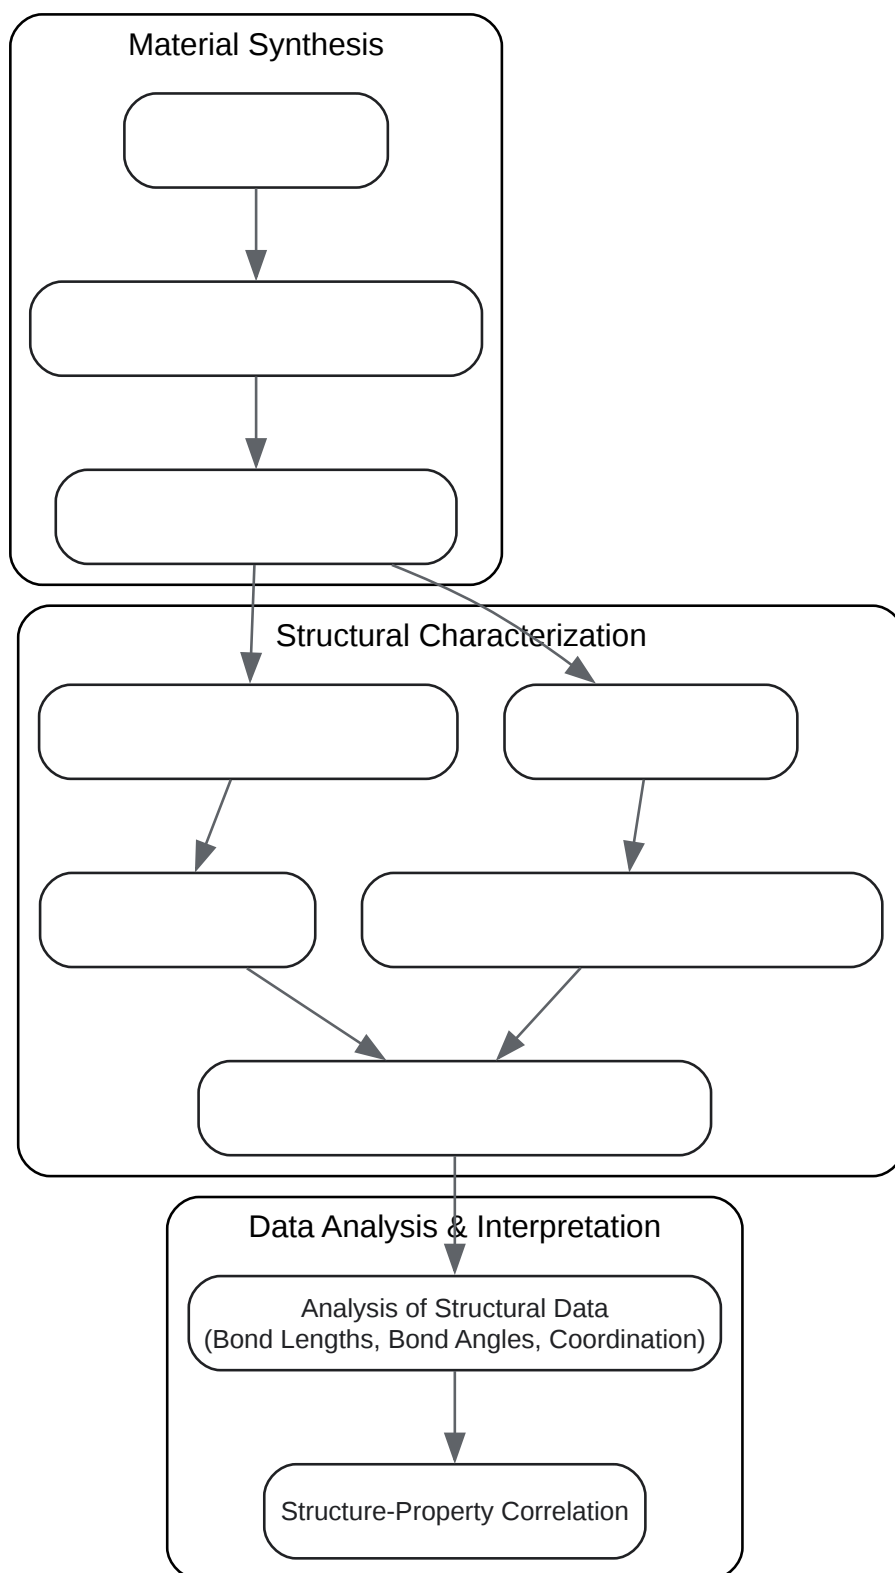 Material Synthesis
Structural Characterization
Data Analysis & Interpretation
Analysis of Structural Data
(Bond Lengths, Bond Angles, Coordination)
Structure-Property Correlation